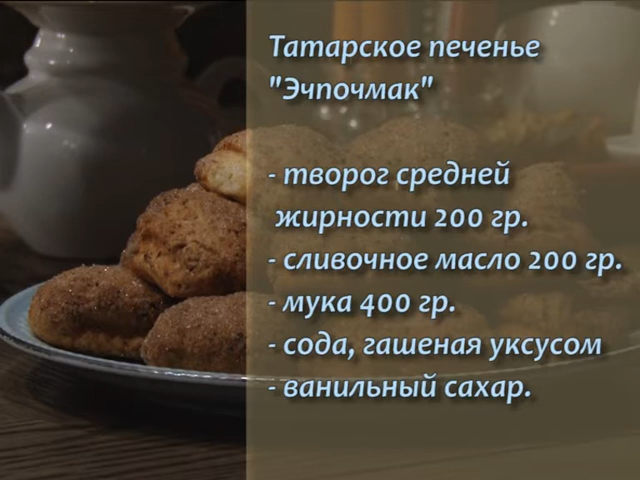 Татарское печенье
"Эчпочмак"
- творог средней
жирности 200 гр.
- сливочное масло 200 гр.
- мука 400 гр.
- сода, гашеная уксусом
- ванильный сахар.